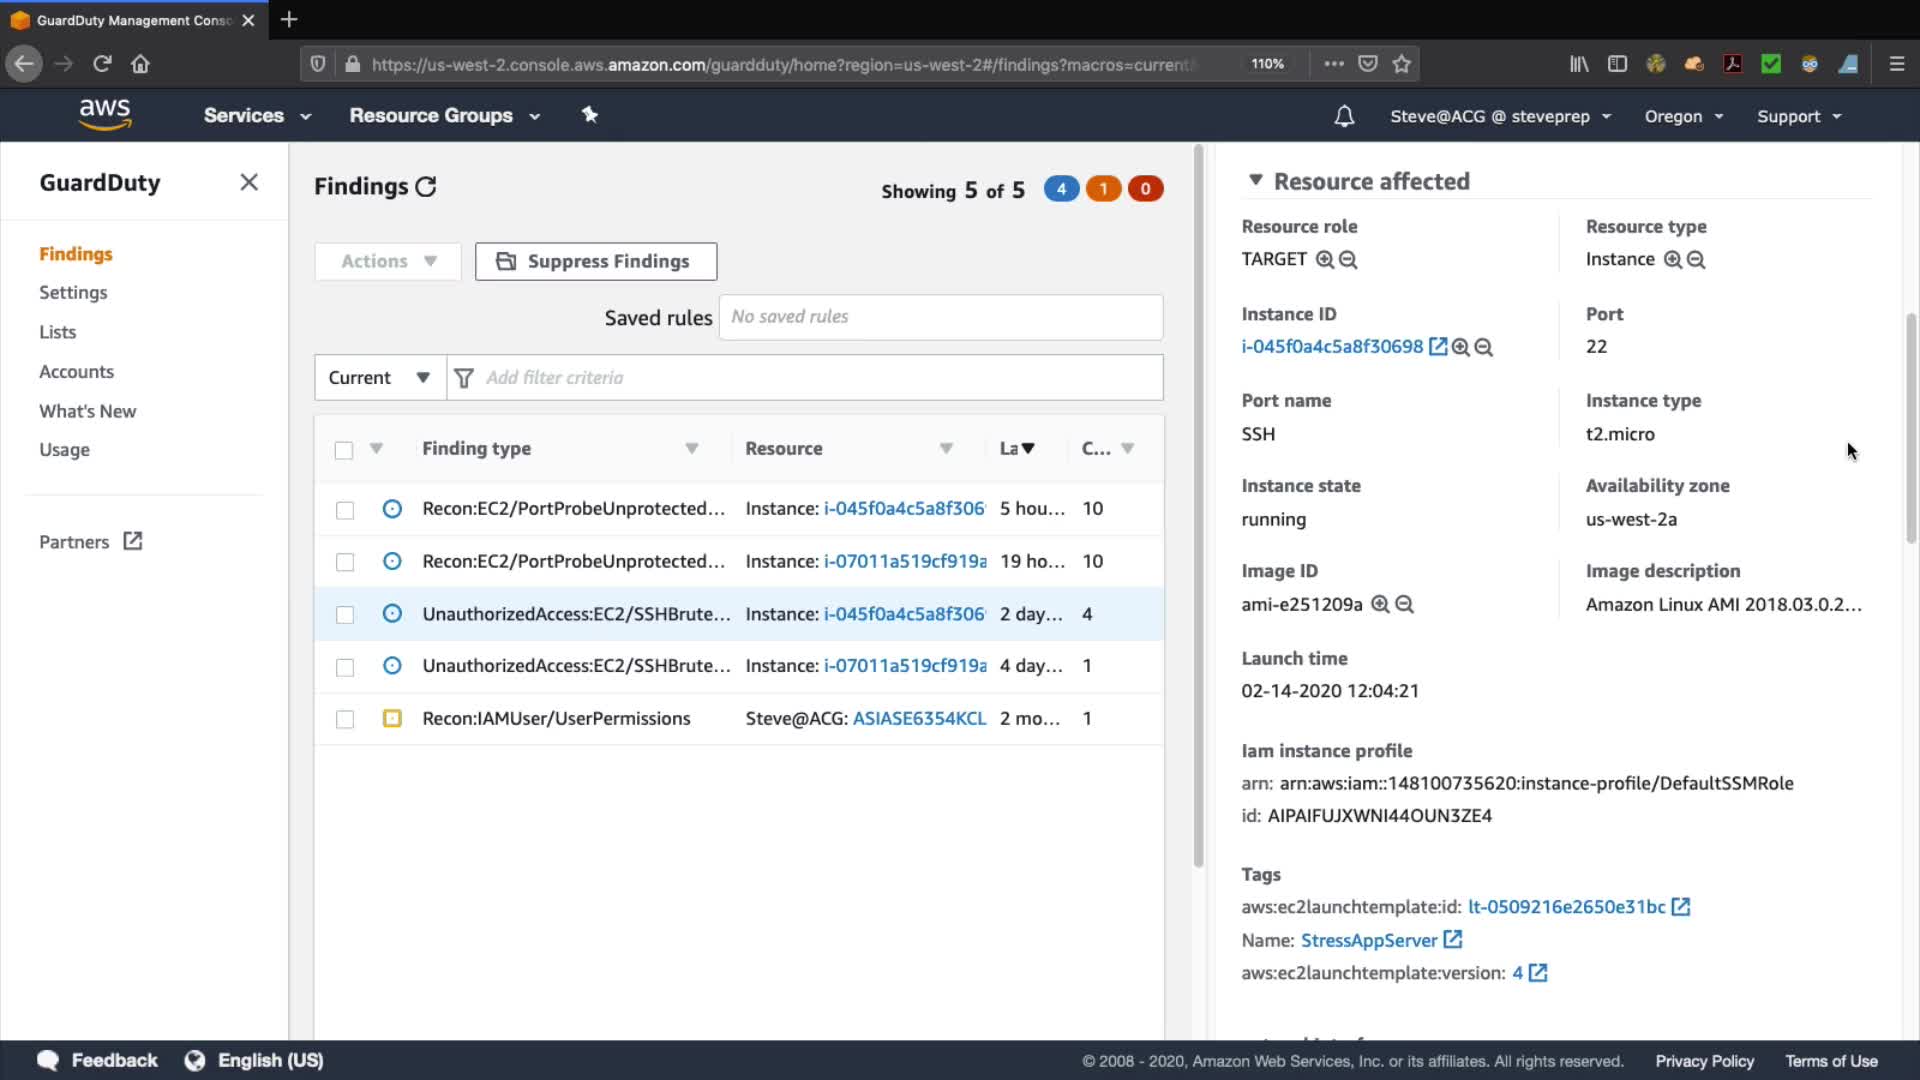 GuardDuty Management Conso
https://us-west-2.console.aws.amazon.com/guardduty/home?region=us-west-2#/findings?macros=current
110%
aws
Services
Resource Groups
Steve@ACG @ steveprep
Oregon
Support
GuardDuty
Findings
Settings
Lists
Accounts
What's New
Usage
Partners
Findings
Showing 5 of 5
4
1
0
Actions
Suppress Findings
Saved rules
No saved rules
Current
Add filter criteria
Finding type
Resource
La
C...
Recon:EC2/PortProbeUnprotected... Instance: i-045f0a4c5a8f306 5 hou... 10
Recon:EC2/PortProbeUnprotected... Instance: i-07011a519cf919a 19 ho... 10
UnauthorizedAccess:EC2/SSHBrute... Instance: i-045f0a4c5a8f306 2 day... 4
UnauthorizedAccess:EC2/SSHBrute... Instance: i-07011a519cf919a 4 day... 1
Recon:IAMUser/UserPermissions Steve@ACG: ASIASE6354KCL 2 mo... 1
Resource affected
Resource role
TARGET
Resource type
Instance
Instance ID
i-045f0a4c5a8f30698
Port
22
Port name
SSH
Instance type
t2.micro
Instance state
running
Availability zone
us-west-2a
Image ID
ami-e251209a
Image description
Amazon Linux AMI 2018.03.0.2...
Launch time
02-14-2020 12:04:21
Iam instance profile
arn: arn:aws:iam::148100735620:instance-profile/DefaultSSMRole
id: AIPAIFUJXWNI44OUN3ZE4
Tags
aws:ec2launchtemplate:id: lt-0509216e2650e31bc
Name: StressAppServer
aws:ec2launchtemplate:version: 4
Feedback
English (US)
© 2008 - 2020, Amazon Web Services, Inc. or its affiliates. All rights reserved.
Privacy Policy
Terms of Use